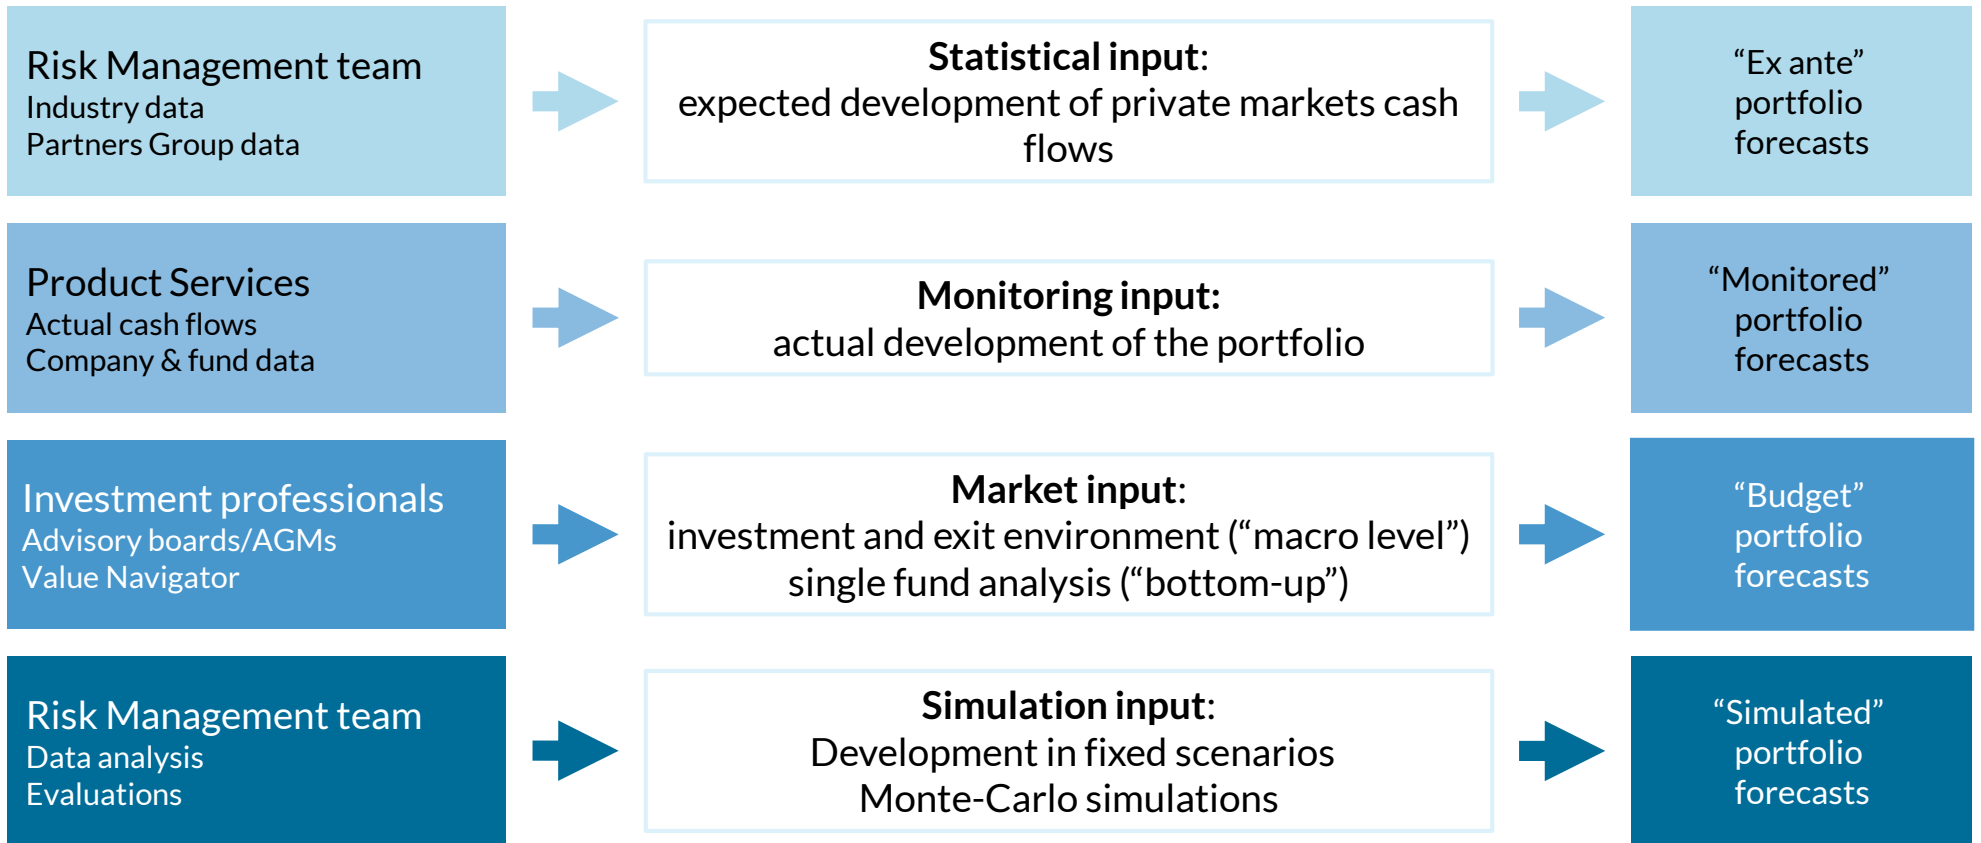 Risk Management team
Industry data
Partners Group data
Statistical input:
expected development of private markets cash
flows
“Ex ante”
portfolio
forecasts
Product Services
Actual cash flows
Company & fund data
Monitoring input:
actual development of the portfolio
“Monitored”
portfolio
forecasts
Investment professionals
Advisory boards/AGMs
Value Navigator
Market input:
investment and exit environment (“macro level”)
single fund analysis (“bottom-up”)
“Budget”
portfolio
forecasts
Risk Management team
Data analysis
Evaluations
Simulation input:
Development in fixed scenarios
Monte-Carlo simulations
“Simulated”
portfolio
forecasts